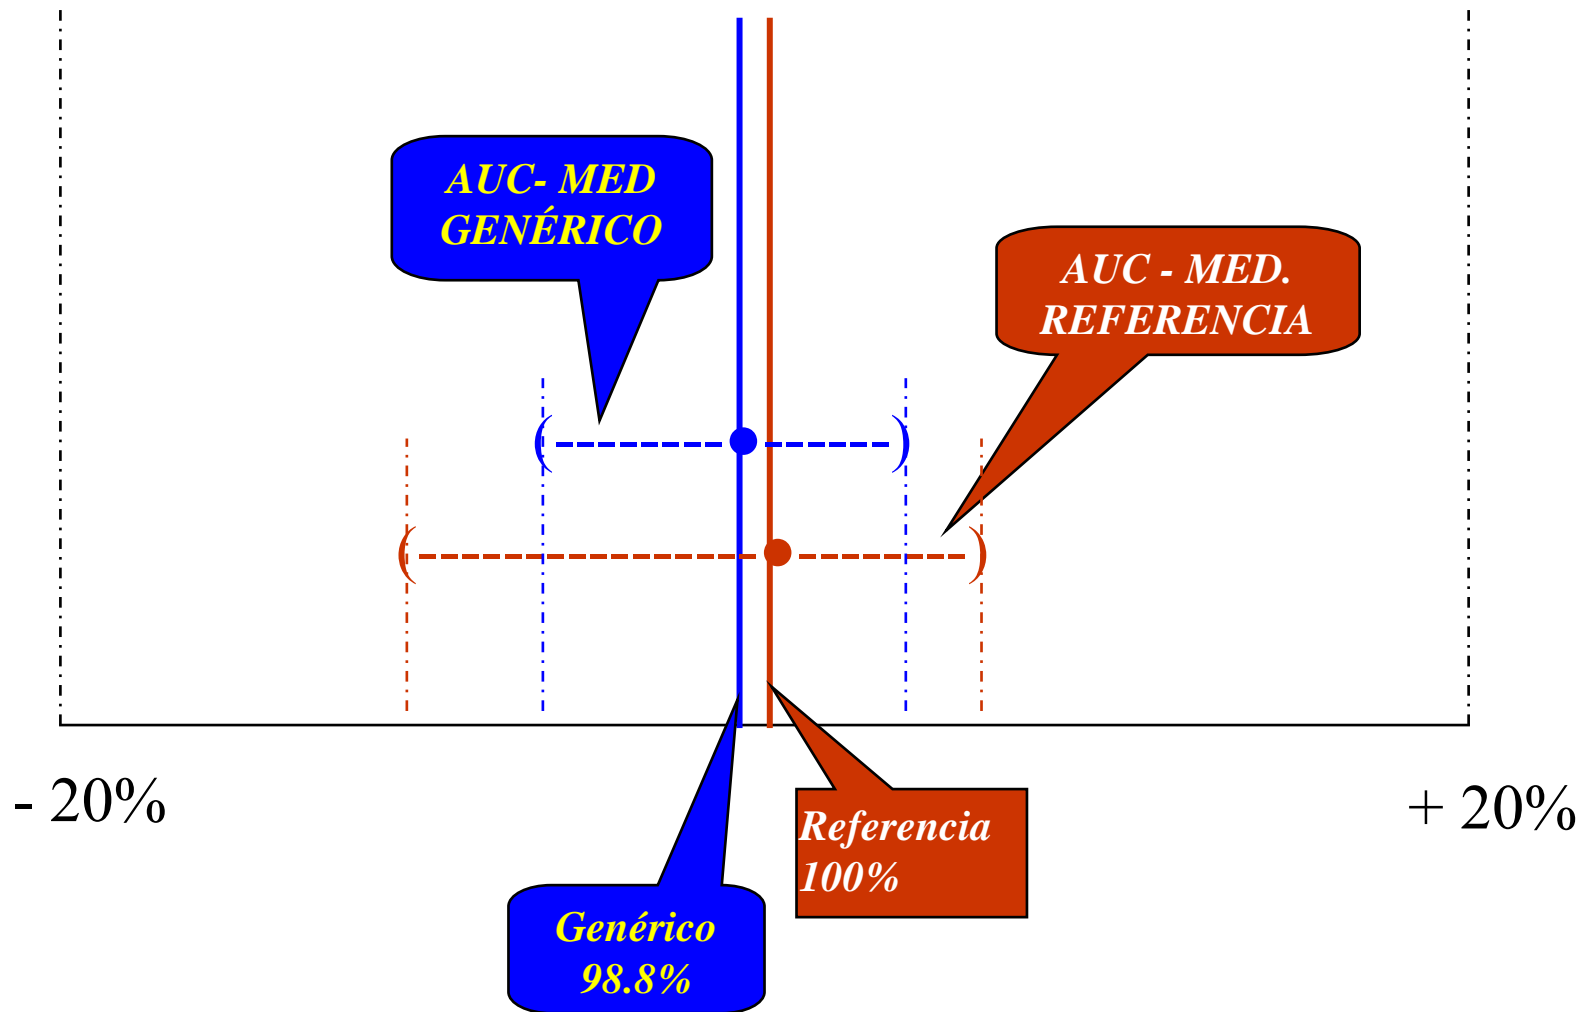 AUC- MED
GENÉRICO
AUC - MED.
REFERENCIA
- 20%
+ 20%
Referencia
100%
Genérico
98.8%